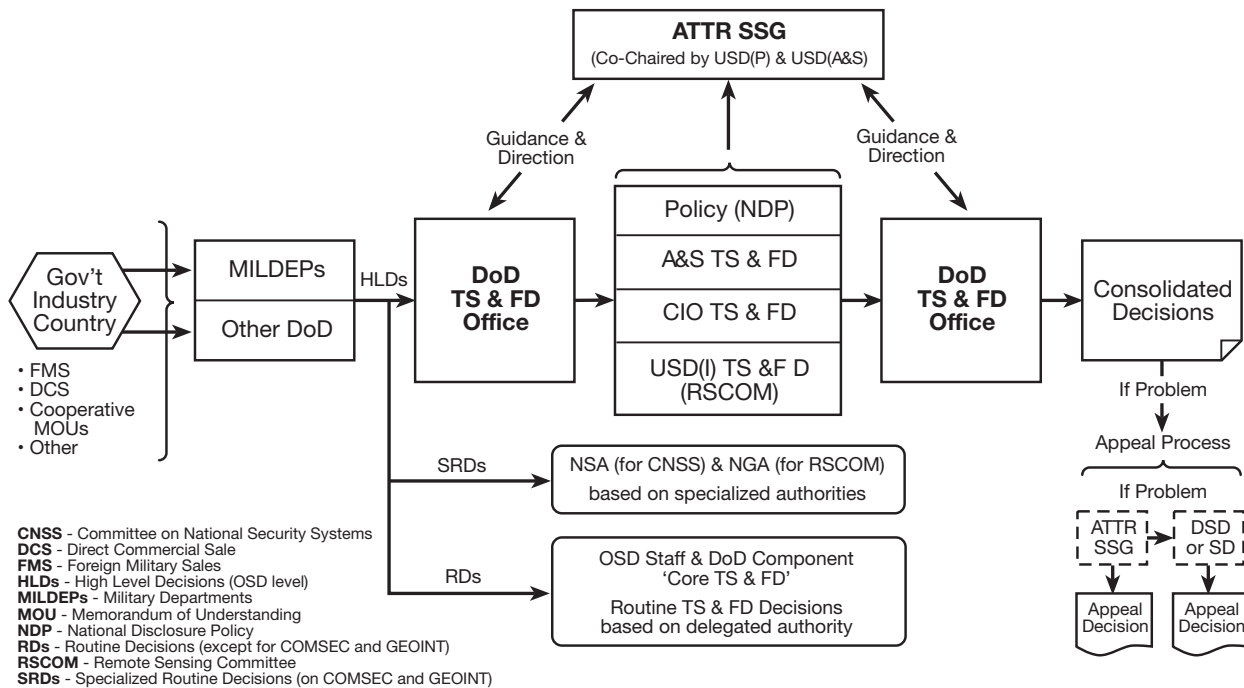 ATTR SSG
(Co-Chaired by USD(P) & USD(A&S)
Guidance &
Direction
Guidance &
Direction
Gov't
Industry
Country
• FMS
• DCS
• Cooperative
MOUs
• Other
MILDEPs
Other DoD
HLDs
DoD
TS & FD
Office
Policy (NDP)
A&S TS & FD
CIO TS & FD
USD(I) TS &F D
(RSCOM)
DoD
TS & FD
Office
Consolidated
Decisions
If Problem
Appeal Process
If Problem
ATTR
SSG
DSD
or SD
Appeal
Decision
Appeal
Decision
SRDs
NSA (for CNSS) & NGA (for RSCOM)
based on specialized authorities
RDs
OSD Staff & DoD Component
‘Core TS & FD’
Routine TS & FD Decisions
based on delegated authority
CNSS - Committee on National Security Systems
DCS - Direct Commercial Sale
FMS - Foreign Military Sales
HLDs - High Level Decisions (OSD level)
MILDEPs - Military Departments
MOU - Memorandum of Understanding
NDP - National Disclosure Policy
RDs - Routine Decisions (except for COMSEC and GEOINT)
RSCOM - Remote Sensing Committee
SRDs - Specialized Routine Decisions (on COMSEC and GEOINT)